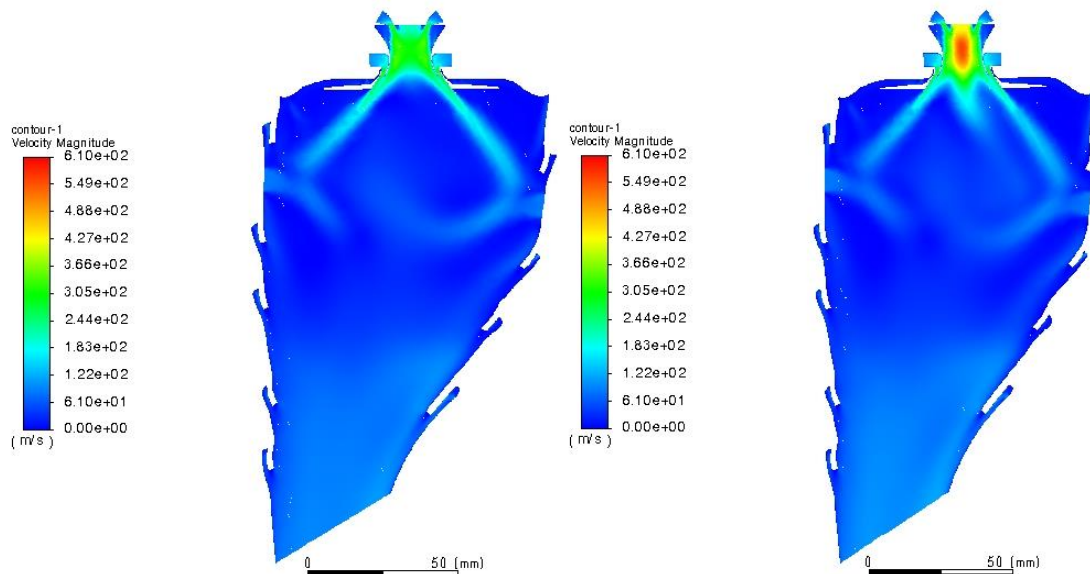 contour-1
Velocity Magnitude
6.10e+02
5.49e+02
4.88e+02
4.27e+02
3.66e+02
3.05e+02
2.44e+02
1.83e+02
1.22e+02
6.10e+01
0.00e+00
( m/s )
0 50 (mm)
contour-1
Velocity Magnitude
6.10e+02
5.49e+02
4.88e+02
4.27e+02
3.66e+02
3.05e+02
2.44e+02
1.83e+02
1.22e+02
6.10e+01
0.00e+00
( m/s )
0 50 (mm)